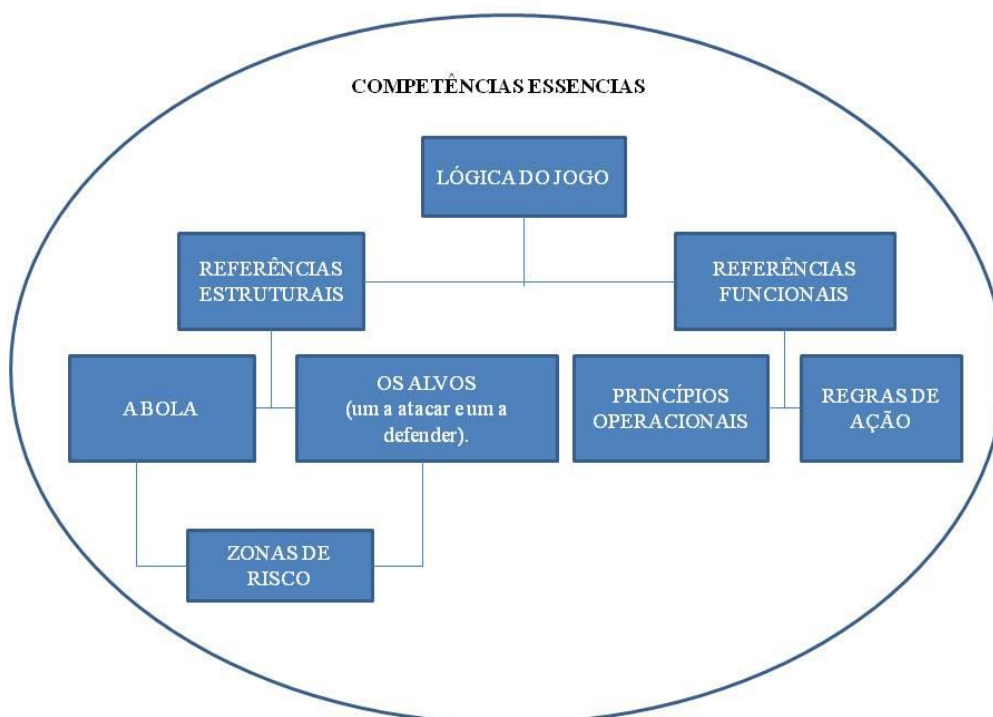 COMPETÊNCIAS ESSENCIAS
LÓGICA DO JOGO
REFERÊNCIAS
ESTRUTURAIS
REFERÊNCIAS
FUNCIONAIS
A BOLA
OS ALVOS
(um a atacar e um a
defender).
PRINCÍPIOS
OPERACIONAIS
REGRAS DE
AÇÃO
ZONAS DE
RISCO